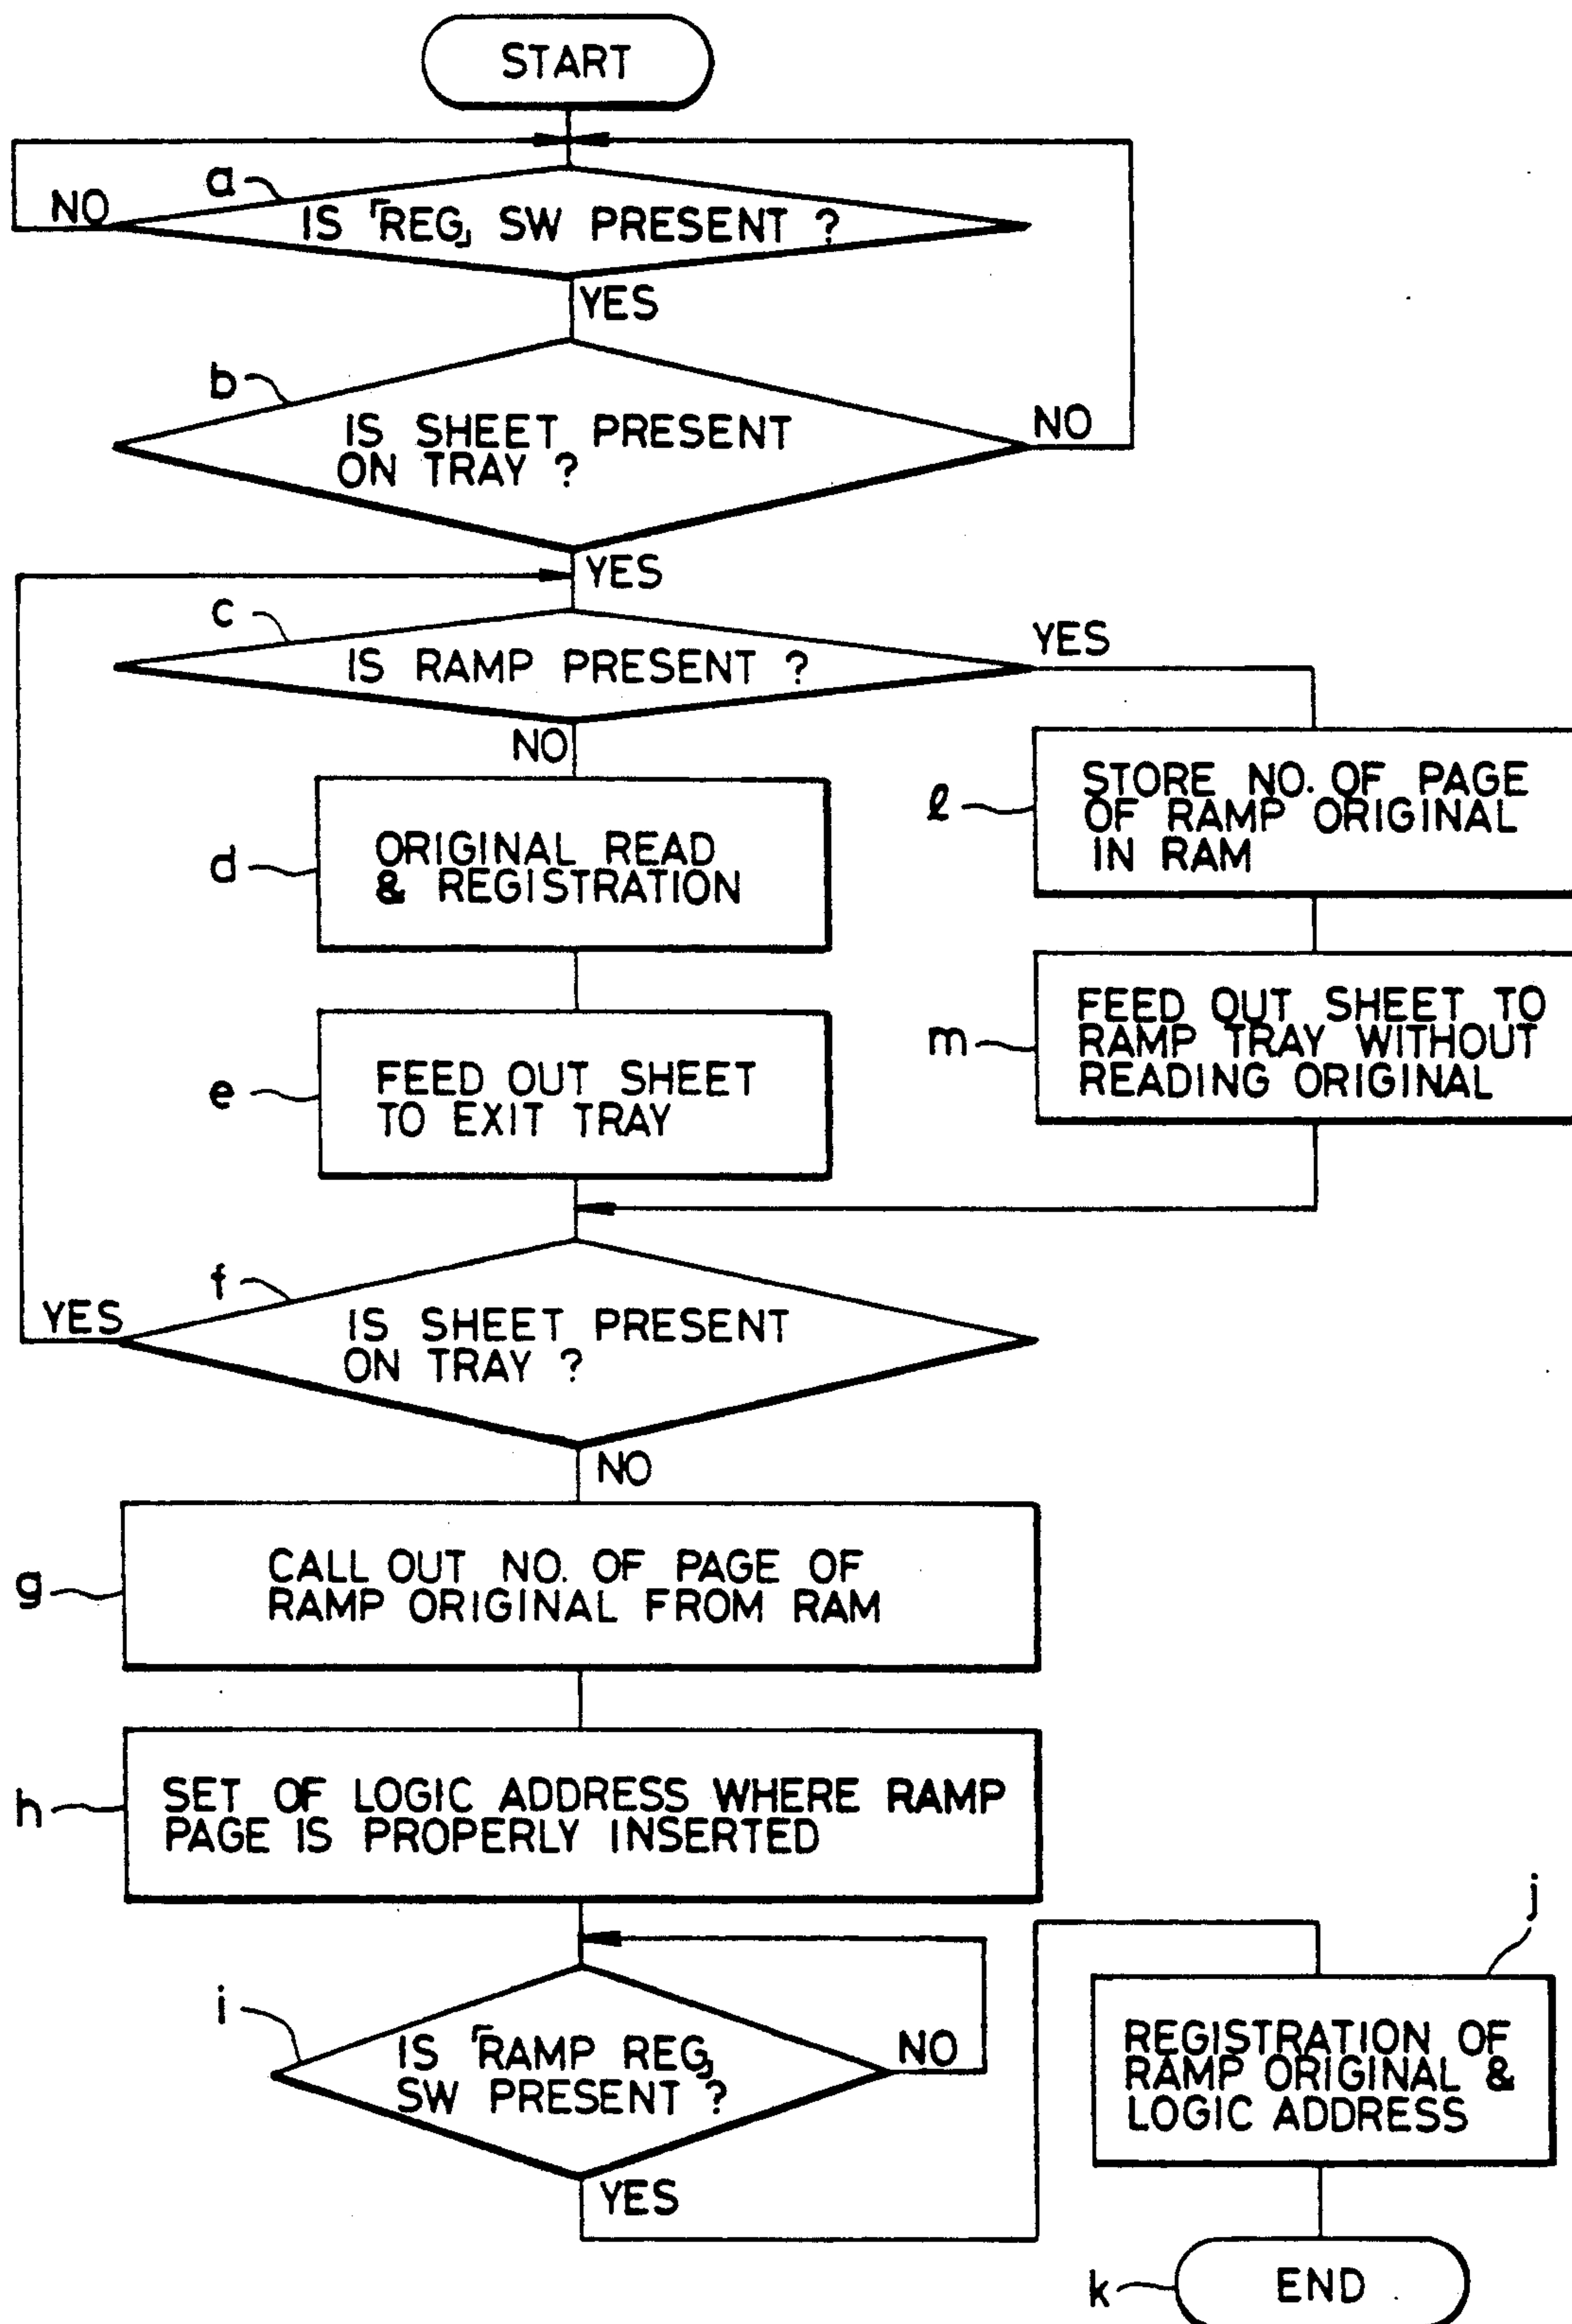 START
a
NO
IS 「REG」 SW PRESENT ?
YES
b
IS SHEET PRESENT
ON TRAY ?
NO
YES
c
IS RAMP PRESENT ?
YES
NO
d
ORIGINAL READ
& REGISTRATION
l
STORE NO. OF PAGE
OF RAMP ORIGINAL
IN RAM
e
FEED OUT SHEET
TO EXIT TRAY
m
FEED OUT SHEET TO
RAMP TRAY WITHOUT
READING ORIGINAL
f
YES
IS SHEET PRESENT
ON TRAY ?
NO
g
CALL OUT NO. OF PAGE OF
RAMP ORIGINAL FROM RAM
h
SET OF LOGIC ADDRESS WHERE RAMP
PAGE IS PROPERLY INSERTED
i
IS 「RAMP REG」
SW PRESENT ?
NO
YES
j
REGISTRATION OF
RAMP ORIGINAL &
LOGIC ADDRESS
k
END